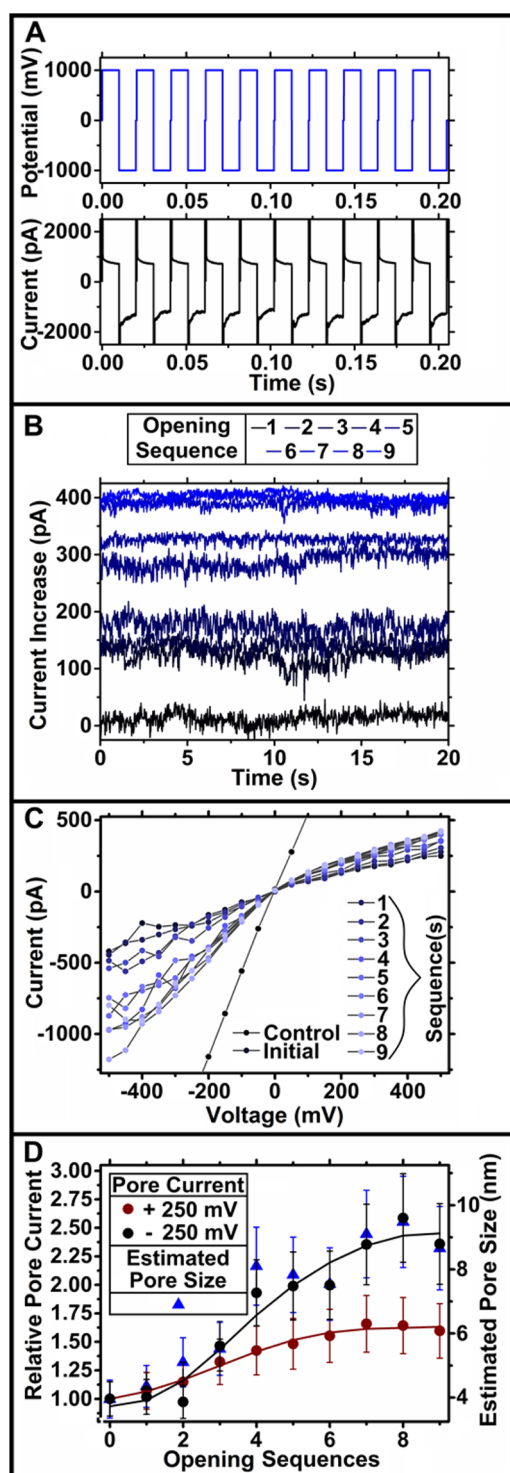 A
Potential (mV)
1000
0
-1000
0.00 0.05 0.10 0.15 0.20
Current (pA)
2000
0
-2000
0.00 0.05 0.10 0.15 0.20
Time (s)
B
Opening Sequence
1 2 3 4 5
6 7 8 9
Current Increase (pA)
400
300
200
100
0
0 5 10 15 20
Time (s)
C
Current (pA)
500
0
-500
-1000
1
2
3
4
5
6
7
8
9
Sequence(s)
Control
Initial
-400 -200 0 200 400
Voltage (mV)
D
Relative Pore Current
3.00
2.75
2.50
2.25
2.00
1.75
1.50
1.25
1.00
Pore Current
+ 250 mV
- 250 mV
Estimated
Pore Size
10
8
6
4
Estimated Pore Size (nm)
0 2 4 6 8
Opening Sequences